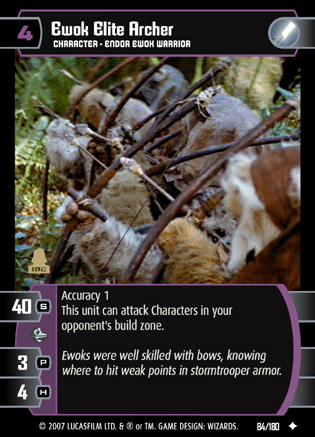 4
Ewok Elite Archer
CHARACTER • ENDOR EWOK WARRIOR
IDC
40 S
Accuracy 1
This unit can attack Characters in your
opponent's build zone.
3 P
Ewoks were well skilled with bows, knowing
where to hit weak points in stormtrooper armor.
4 H
© 2007 LUCASFILM LTD. & ® or TM. GAME DESIGN: WIZARDS.
84/180